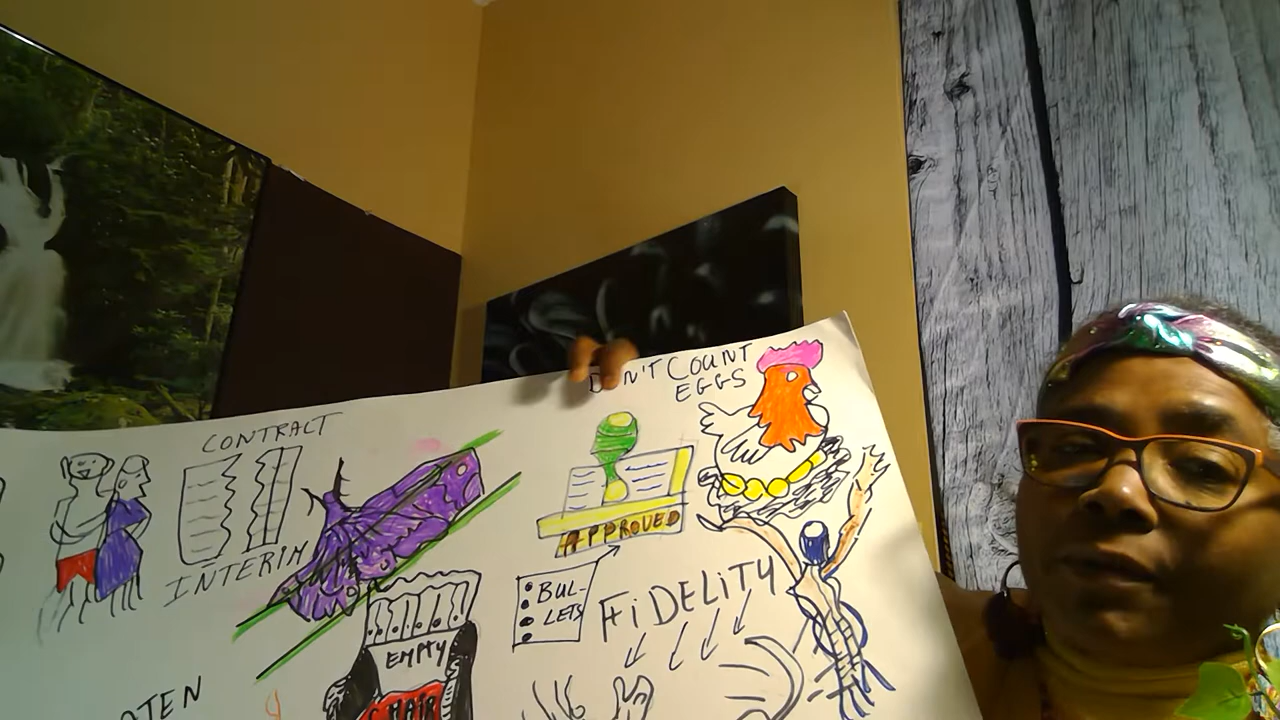 CONTRACT
INTERIM
DON'T COUNT
EGGS
APPROVED
BUL-
LETS
FIDELITY
EMPTY
CHAIR